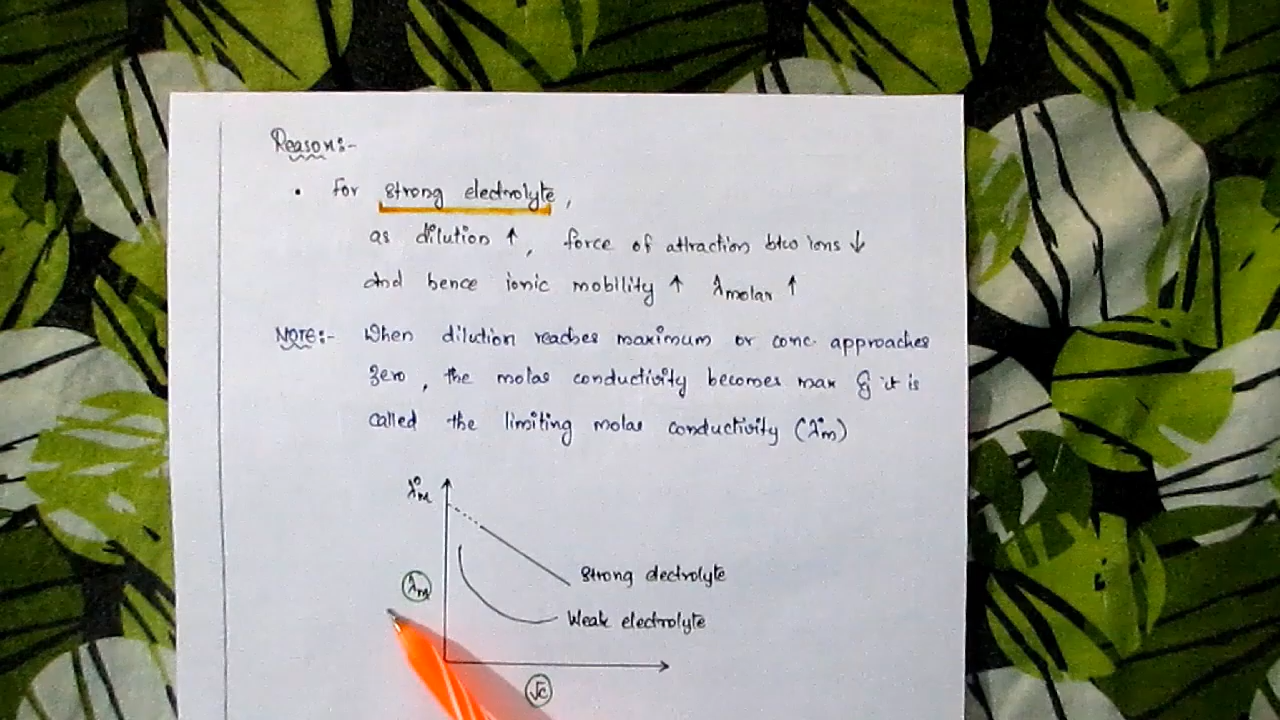 Reason:-
• For strong electrolyte,
as dilution ↑, force of attraction btw ions ↓
and hence ionic mobility ↑ λmolar ↑
NOTE:- When dilution reaches maximum or conc. approaches
zero, the molar conductivity becomes max & it is
called the limiting molar conductivity (λ°m)
λ°m
λm
Strong electrolyte
Weak electrolyte
√c